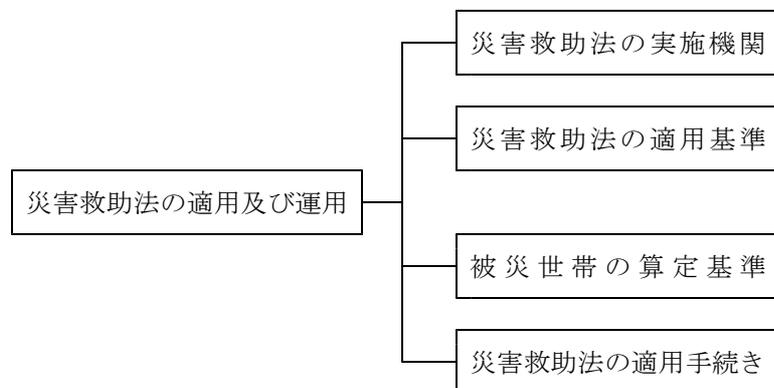 災害救助法の適用及び運用
災害救助法の実施機関
災害救助法の適用基準
被災世帯の算定基準
災害救助法の適用手続き